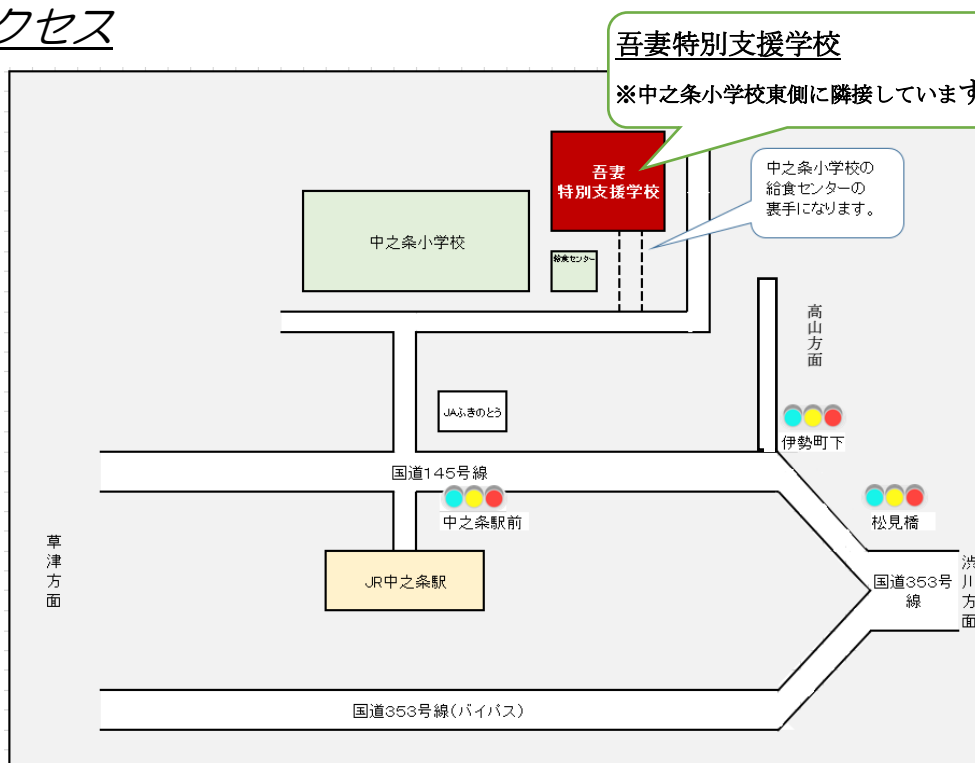 クセス
吾妻特別支援学校
※中之条小学校東側に隣接しています
吾妻
特別支援学校
中之条小学校の
給食センターの
裏手になります。
中之条小学校
給食センター
高山方面
JAふきのとう
伊勢町下
国道145号線
中之条駅前
松見橋
草津方面
JR中之条駅
国道353号
線
渋川方面
国道353号線(バイパス)